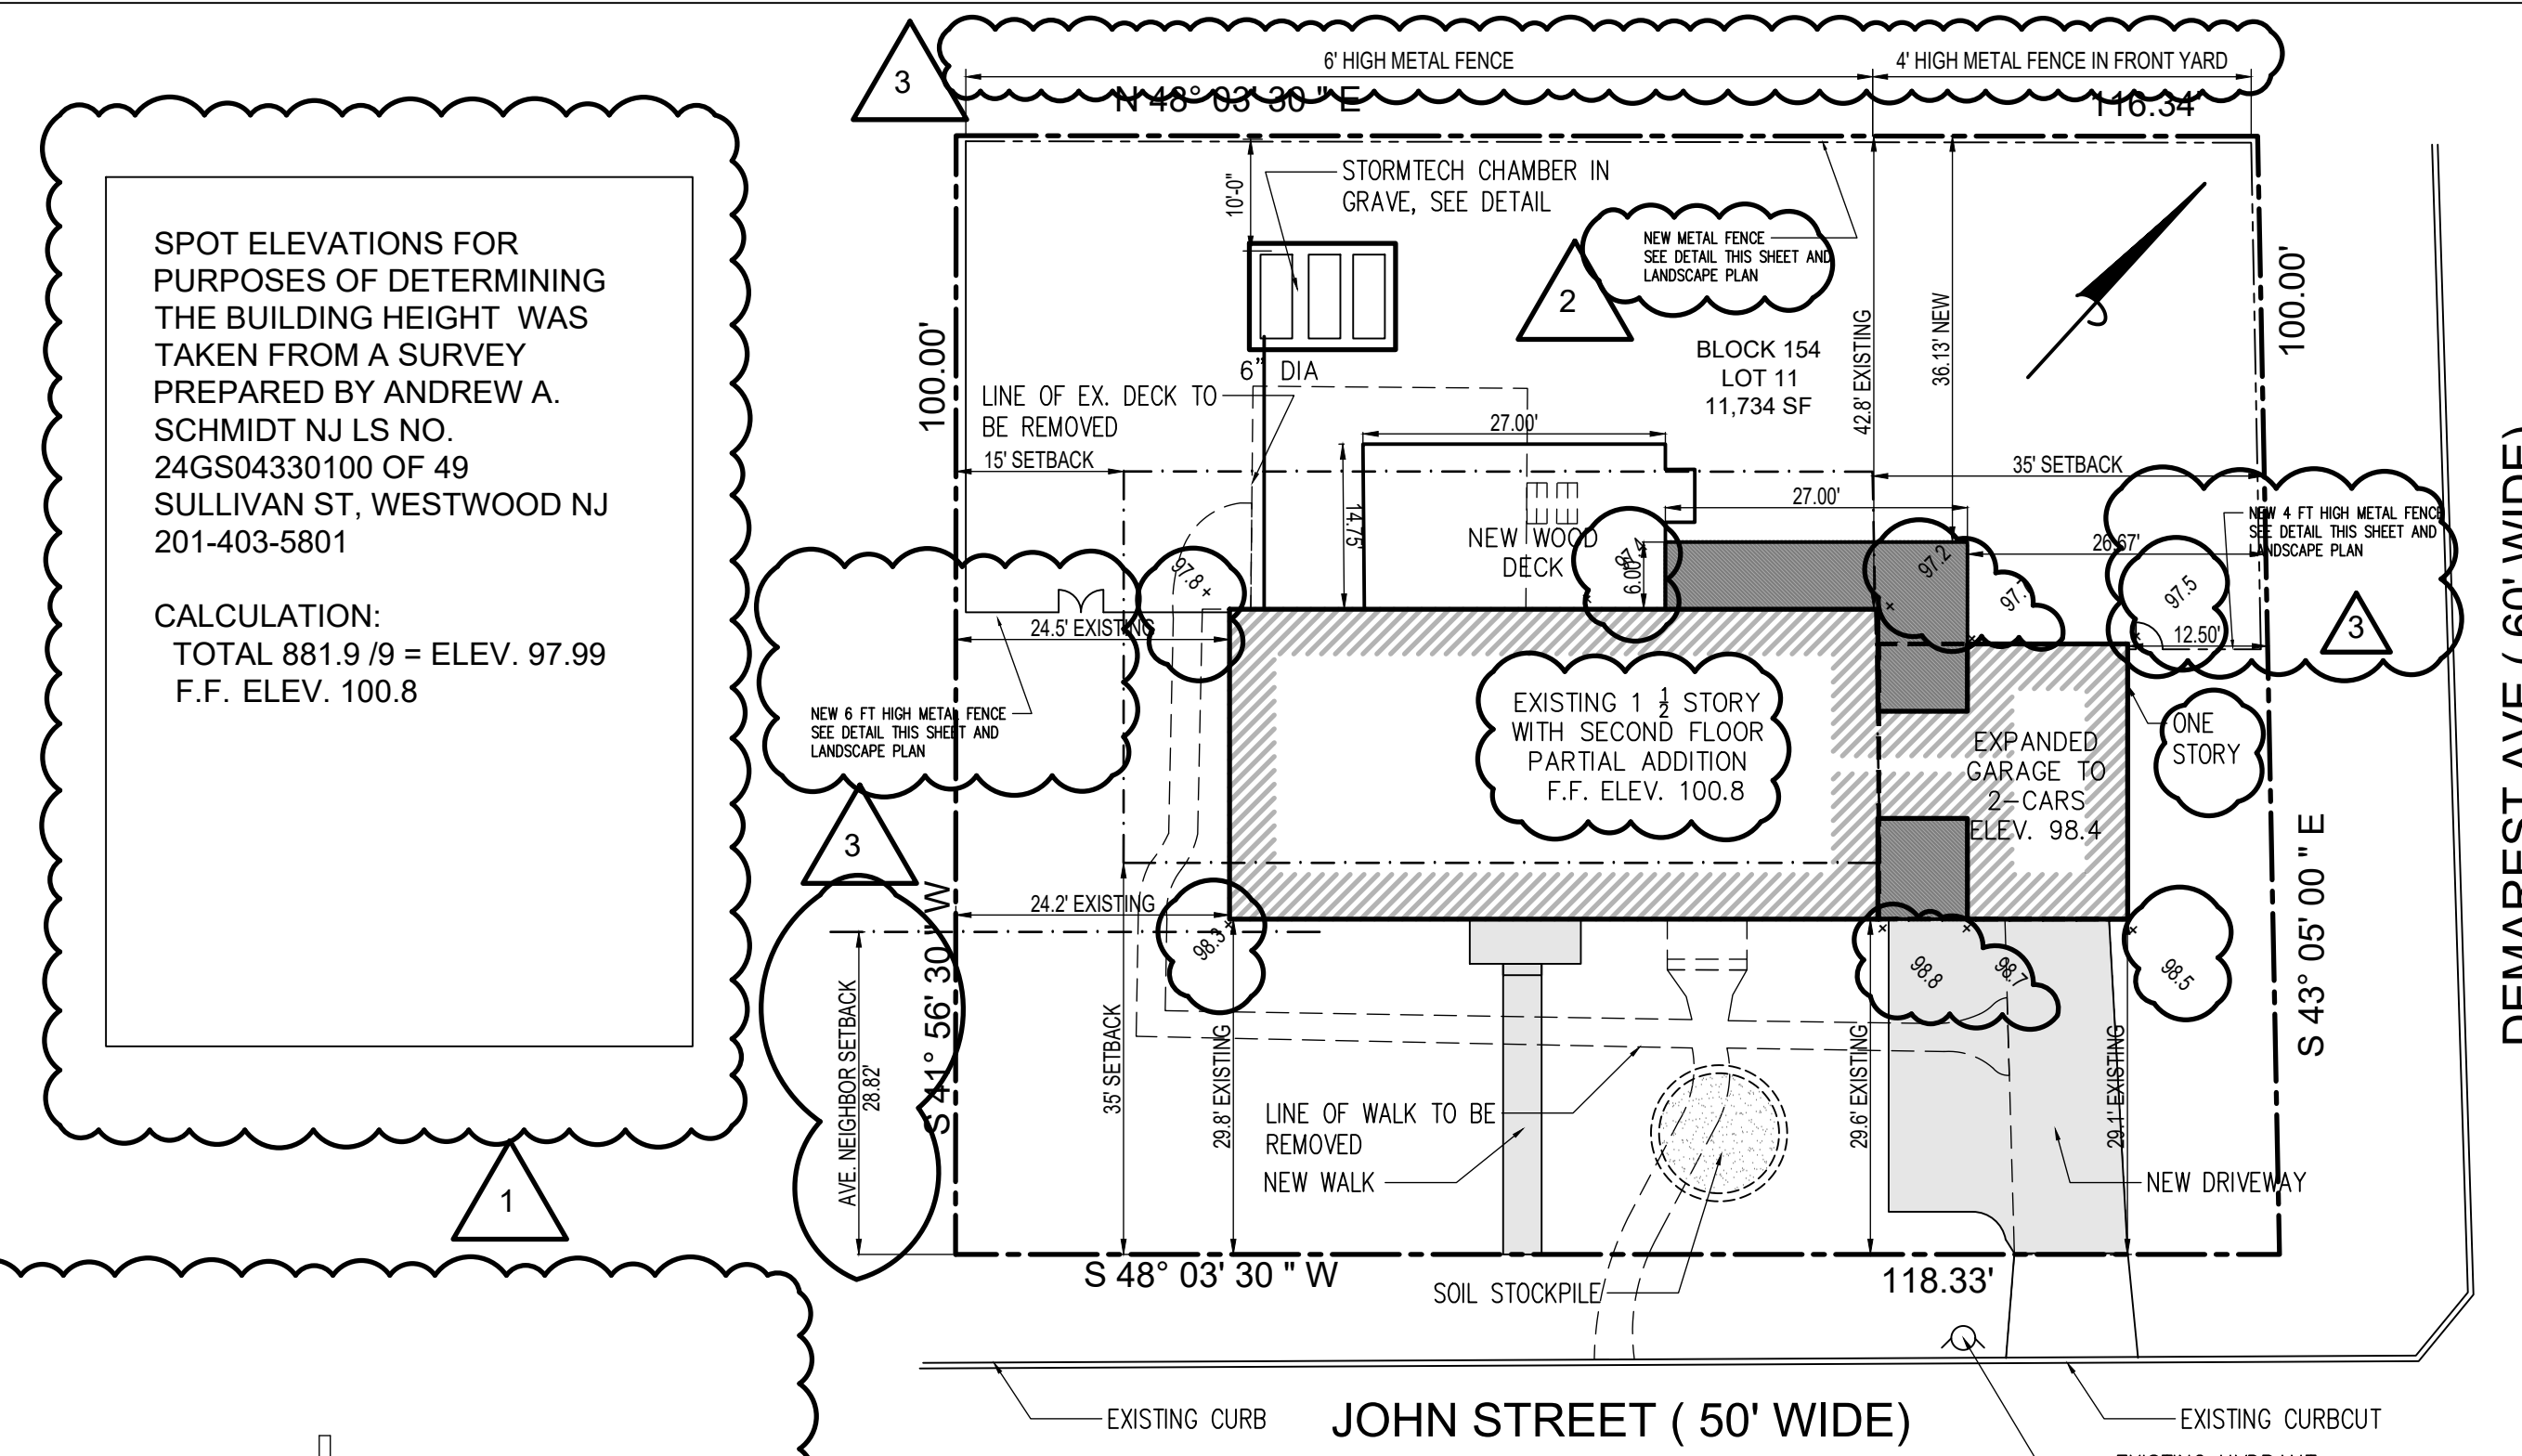 6' HIGH METAL FENCE
4' HIGH METAL FENCE IN FRONT YARD
3
N 48° 03' 30 " E
116.34'
SPOT ELEVATIONS FOR
PURPOSES OF DETERMINING
THE BUILDING HEIGHT WAS
TAKEN FROM A SURVEY
PREPARED BY ANDREW A.
SCHMIDT NJ LS NO.
24GS04330100 OF 49
SULLIVAN ST, WESTWOOD NJ
201-403-5801
CALCULATION:
TOTAL 881.9 /9 = ELEV. 97.99
F.F. ELEV. 100.8
1
10'-0"
STORMTECH CHAMBER IN
GRAVE, SEE DETAIL
2
NEW METAL FENCE
SEE DETAIL THIS SHEET AND
LANDSCAPE PLAN
BLOCK 154
LOT 11
11,734 SF
42.8' EXISTING
36.13' NEW
100.00'
100.00'
6" DIA
LINE OF EX. DECK TO
BE REMOVED
15' SETBACK
27.00'
35' SETBACK
27.00'
14.75'
NEW WOOD
DECK
97.4
6.00'
97.2
26.67'
NEW 4 FT HIGH METAL FENCE
SEE DETAIL THIS SHEET AND
LANDSCAPE PLAN
97.8
97.5
12.50'
3
24.5' EXISTING
NEW 6 FT HIGH METAL FENCE
SEE DETAIL THIS SHEET AND
LANDSCAPE PLAN
EXISTING 1 ½ STORY
WITH SECOND FLOOR
PARTIAL ADDITION
F.F. ELEV. 100.8
EXPANDED
GARAGE TO
2-CARS
ELEV. 98.4
ONE
STORY
3
24.2' EXISTING
98.3
98.8
98.7
98.5
S 41° 56' 30 " W
S 43° 05' 00 " E
DEMAREST AVE ( 60' WIDE)
AVE. NEIGHBOR SETBACK
28.82'
35' SETBACK
29.8' EXISTING
29.6' EXISTING
29.1' EXISTING
LINE OF WALK TO BE
REMOVED
NEW WALK
NEW DRIVEWAY
S 48° 03' 30 " W
SOIL STOCKPILE
118.33'
EXISTING CURB
JOHN STREET ( 50' WIDE)
EXISTING CURBCUT